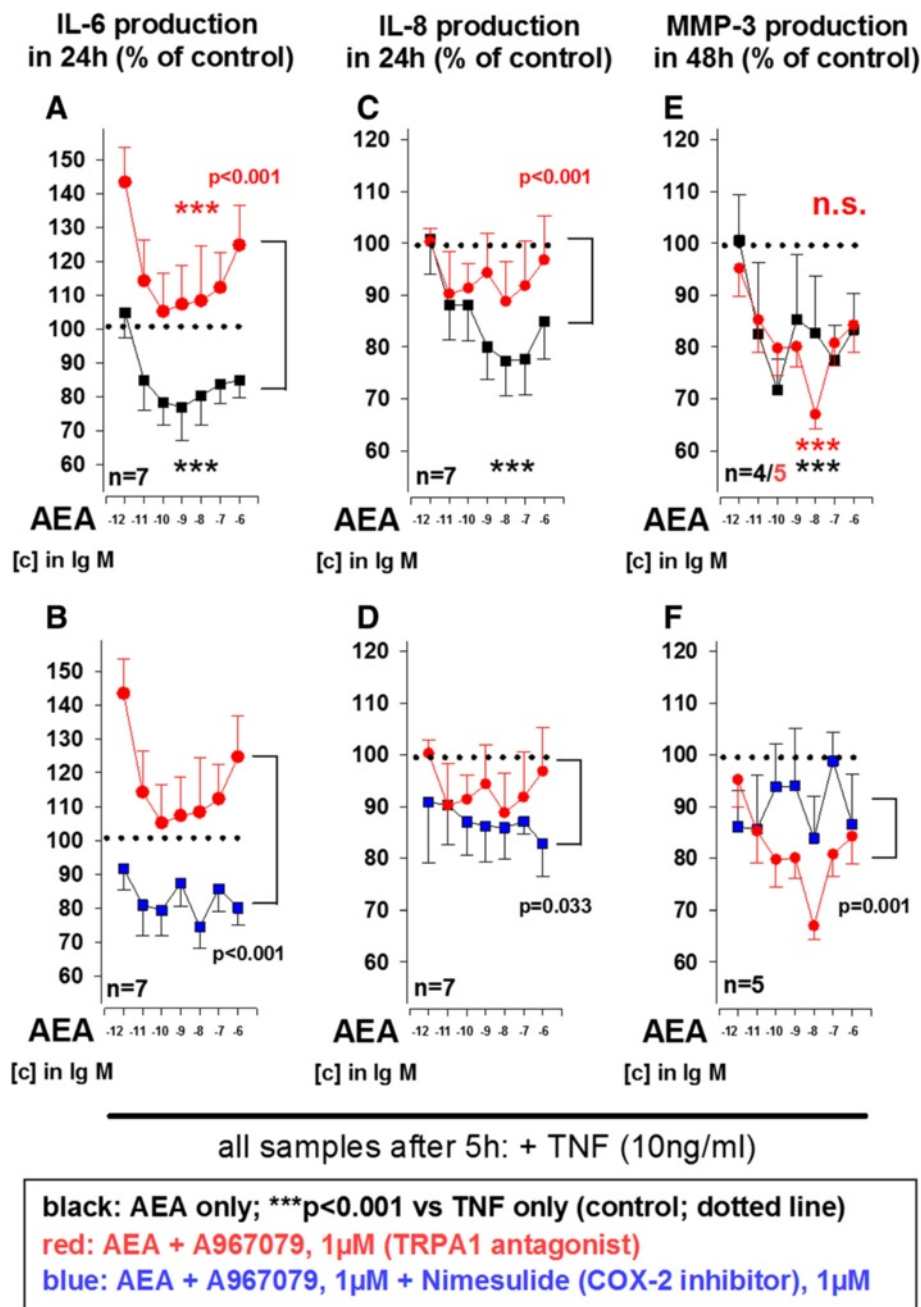 IL-6 production
in 24h (% of control)
IL-8 production
in 24h (% of control)
MMP-3 production
in 48h (% of control)
A
150
140
130
120
110
100
90
80
70
60
p<0.001
***
***
n=7
AEA
-12 -11 -10 -9 -8 -7 -6
[c] in lg M
C
120
110
100
90
80
70
60
p<0.001
***
n=7
AEA
-12 -11 -10 -9 -8 -7 -6
[c] in lg M
E
120
110
100
90
80
70
60
n.s.
***
***
n=4/5
AEA
-12 -11 -10 -9 -8 -7 -6
[c] in lg M
B
150
140
130
120
110
100
90
80
70
60
p<0.001
n=7
AEA
-12 -11 -10 -9 -8 -7 -6
[c] in lg M
D
120
110
100
90
80
70
60
p=0.033
n=7
AEA
-12 -11 -10 -9 -8 -7 -6
[c] in lg M
F
120
110
100
90
80
70
60
p=0.001
n=5
AEA
-12 -11 -10 -9 -8 -7 -6
[c] in lg M
all samples after 5h: + TNF (10ng/ml)
black: AEA only; ***p<0.001 vs TNF only (control; dotted line)
red: AEA + A967079, 1µM (TRPA1 antagonist)
blue: AEA + A967079, 1µM + Nimesulide (COX-2 inhibitor), 1µM